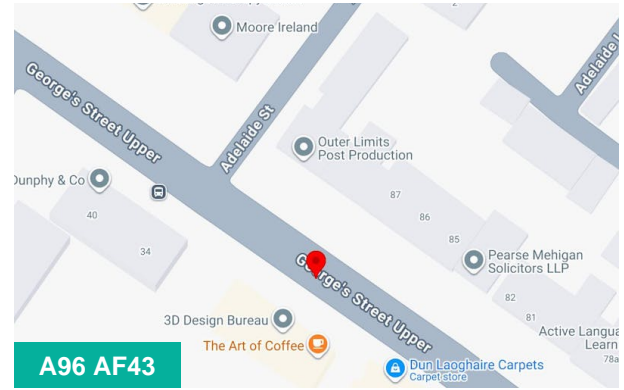 Moore Ireland
2
George's Street Upper
Adelaide St
Outer Limits
Post Production
Dunphy & Co
40
34
87
86
85
Pearse Mehigan
Solicitors LLP
82
81
George's Street Upper
3D Design Bureau
The Art of Coffee
Active Langua
Learn
78a
Dun Laoghaire Carpets
Carpet store
A96 AF43